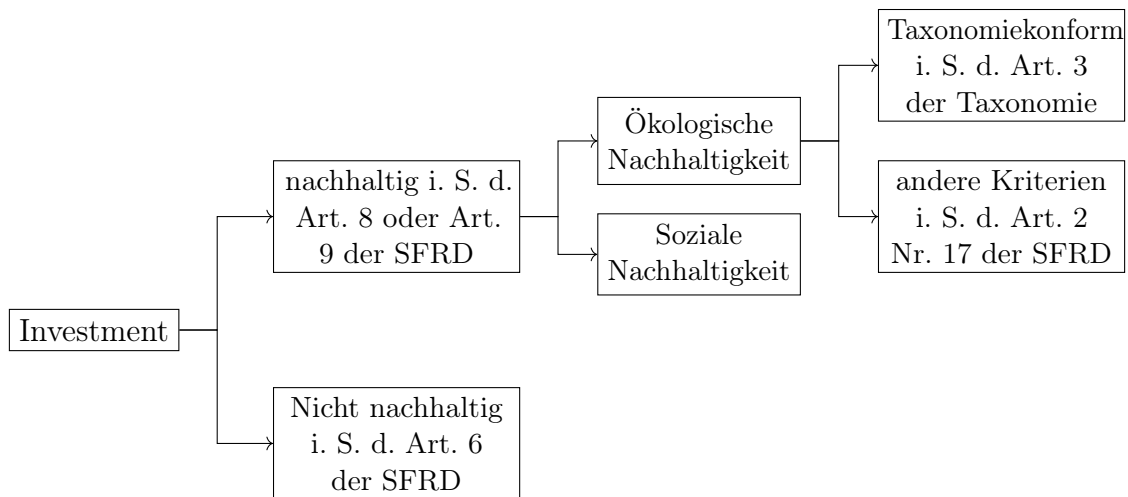 Investment
nachhaltig i. S. d.
Art. 8 oder Art.
9 der SFRD
Nicht nachhaltig
i. S. d. Art. 6
der SFRD
Ökologische
Nachhaltigkeit
Soziale
Nachhaltigkeit
Taxonomiekonform
i. S. d. Art. 3
der Taxonomie
andere Kriterien
i. S. d. Art. 2
Nr. 17 der SFRD